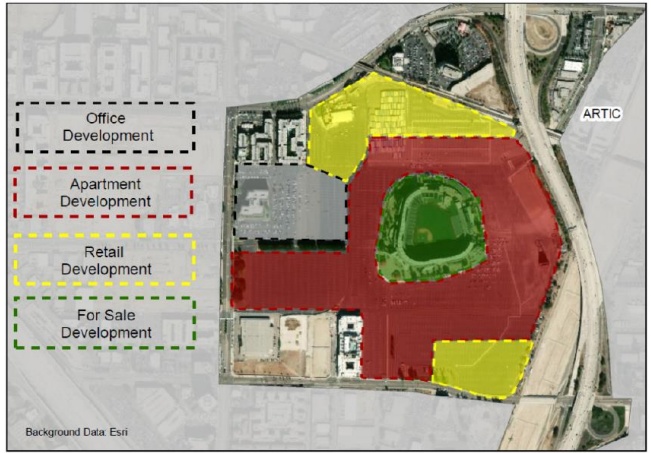 Office
Development
Apartment
Development
Retail
Development
For Sale
Development
ARTIC
Background Data: Esri